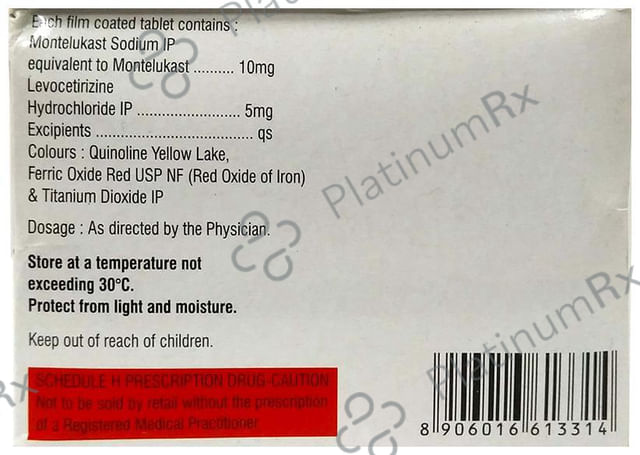 Each film coated tablet contains :
Montelukast Sodium IP
equivalent to Montelukast .......... 10mg
Levocetirizine
Hydrochloride IP ......................... 5mg
Excipients ............................... qs
Colours : Quinoline Yellow Lake,
Ferric Oxide Red USP NF (Red Oxide of Iron)
& Titanium Dioxide IP
Dosage : As directed by the Physician.
Store at a temperature not
exceeding 30°C.
Protect from light and moisture.
Keep out of reach of children.
SCHEDULE H PRESCRIPTION DRUG-CAUTION
Not to be sold by retail without the prescription
of a Registered Medical Practitioner
8 906016 613314
PlatinumRx
PlatinumRx
Rx